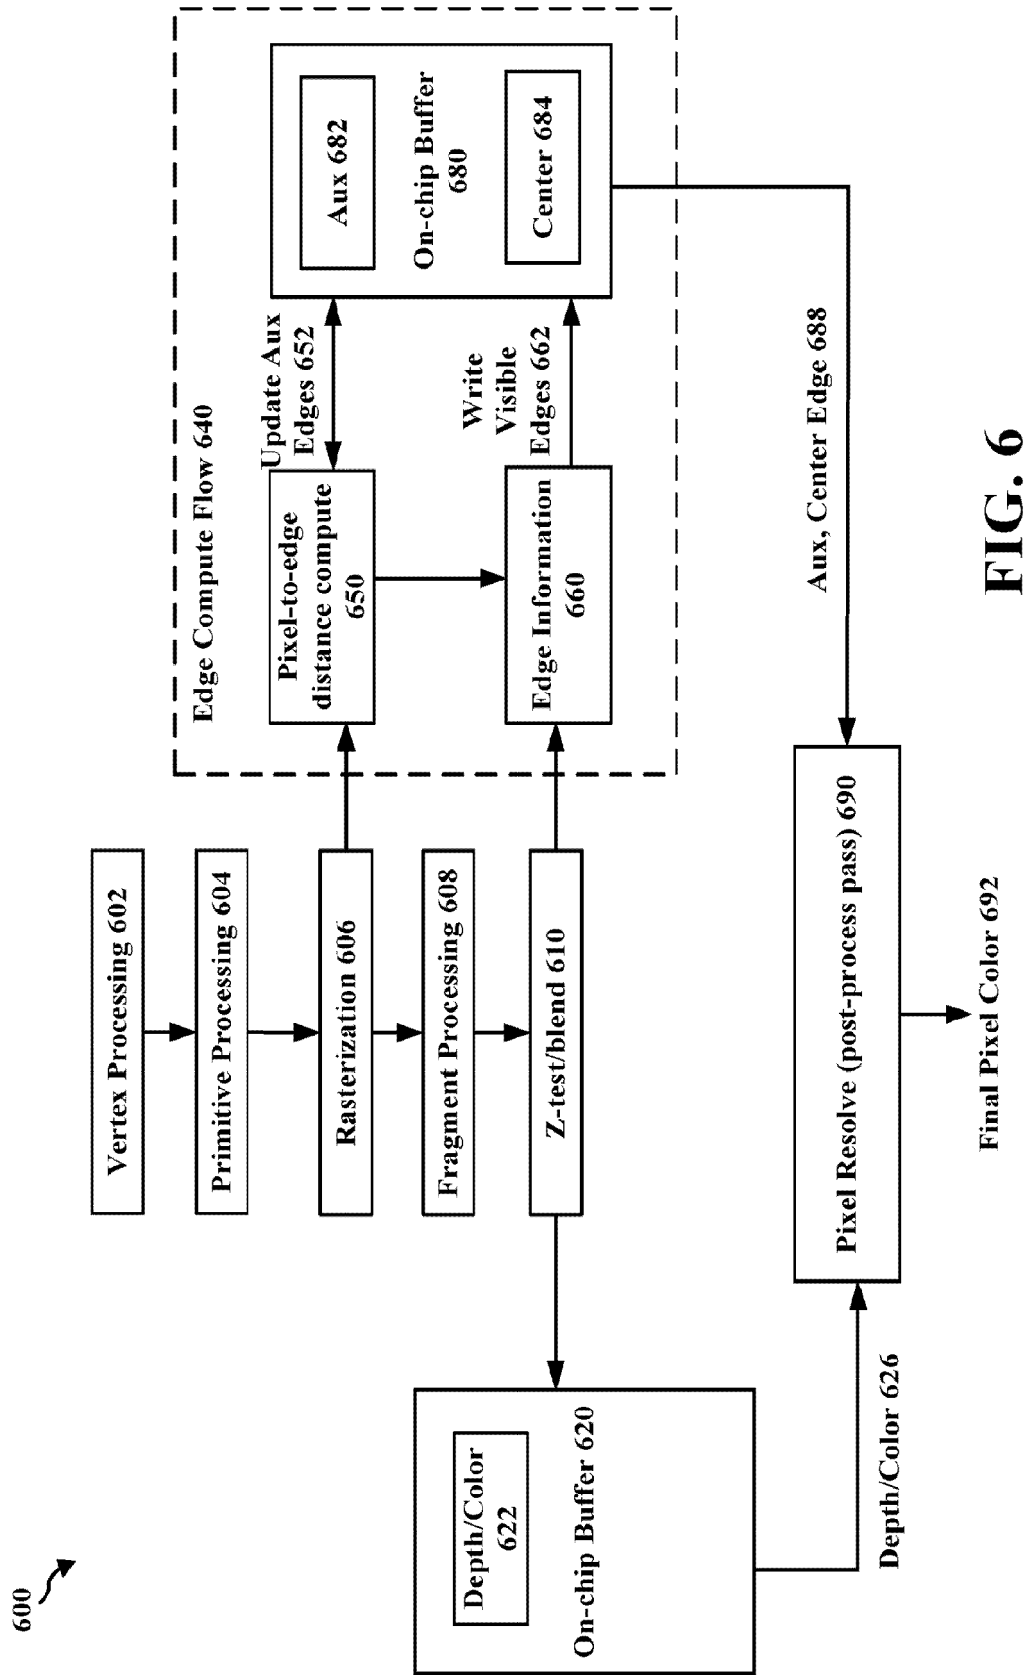 600
Vertex Processing 602
Primitive Processing 604
Rasterization 606
Fragment Processing 608
Z-test/blend 610
Depth/Color
622
On-chip Buffer 620
Edge Compute Flow 640
Pixel-to-edge
distance compute
650
Update Aux
Edges 652
Edge Information
660
Write
Visible
Edges 662
Aux 682
On-chip Buffer
680
Center 684
Depth/Color 626
Aux, Center Edge 688
Pixel Resolve (post-process pass) 690
Final Pixel Color 692
FIG. 6